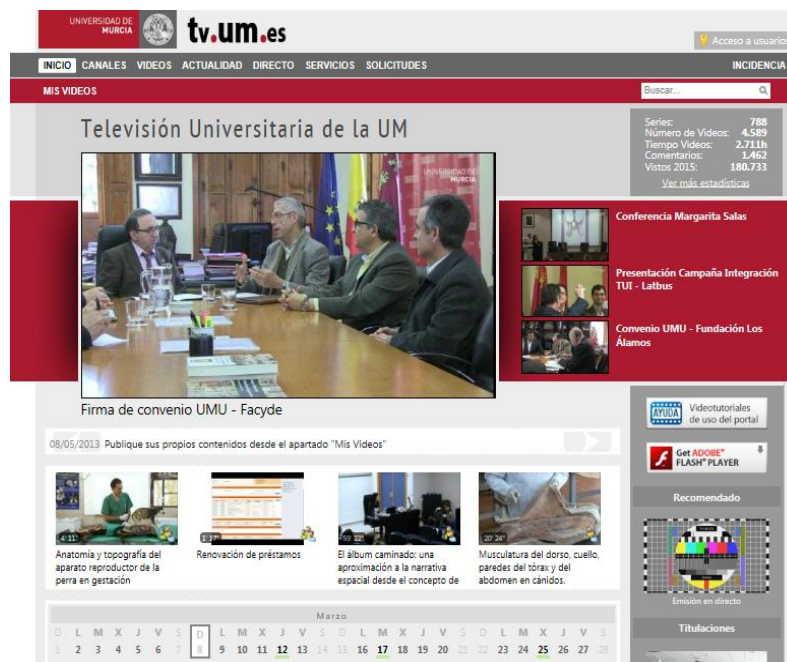 UNIVERSIDAD DE
MURCIA
tv.um.es
Acceso a usuarios
INICIO CANALES VIDEOS ACTUALIDAD DIRECTO SERVICIOS SOLICITUDES
INCIDENCIA
MIS VIDEOS
Buscar...
Televisión Universitaria de la UM
UNIVERSIDAD DE
MURCIA
Firma de convenio UMU - Facyde
Series: 788
Número de Videos: 4.589
Tiempo Videos: 2.711h
Comentarios: 1.462
Vistos 2015: 180.733
Ver más estadísticas
Conferencia Margarita Salas
Presentación Campaña Integración
TUI - Latbus
Convenio UMU - Fundación Los
Álamos
08/05/2013 Publique sus propios contenidos desde el apartado "Mis Videos"
AYUDA
Videotutoriales
de uso del portal
Get ADOBE®
FLASH® PLAYER
4' 11"
Anatomía y topografía del
aparato reproductor de la
perra en gestación
1' 17"
Renovación de préstamos
59' 22"
El álbum caminado: una
aproximación a la narrativa
espacial desde el concepto de
20' 24"
Musculatura del dorso, cuello,
paredes del tórax y del
abdomen en cánidos.
Recomendado
Emisión en directo
Titulaciones
Marzo
D L M X J V S D L M X J V S D L M X J V S D L M X J V S
1 2 3 4 5 6 7 8 9 10 11 12 13 14 15 16 17 18 19 20 21 22 23 24 25 26 27 28